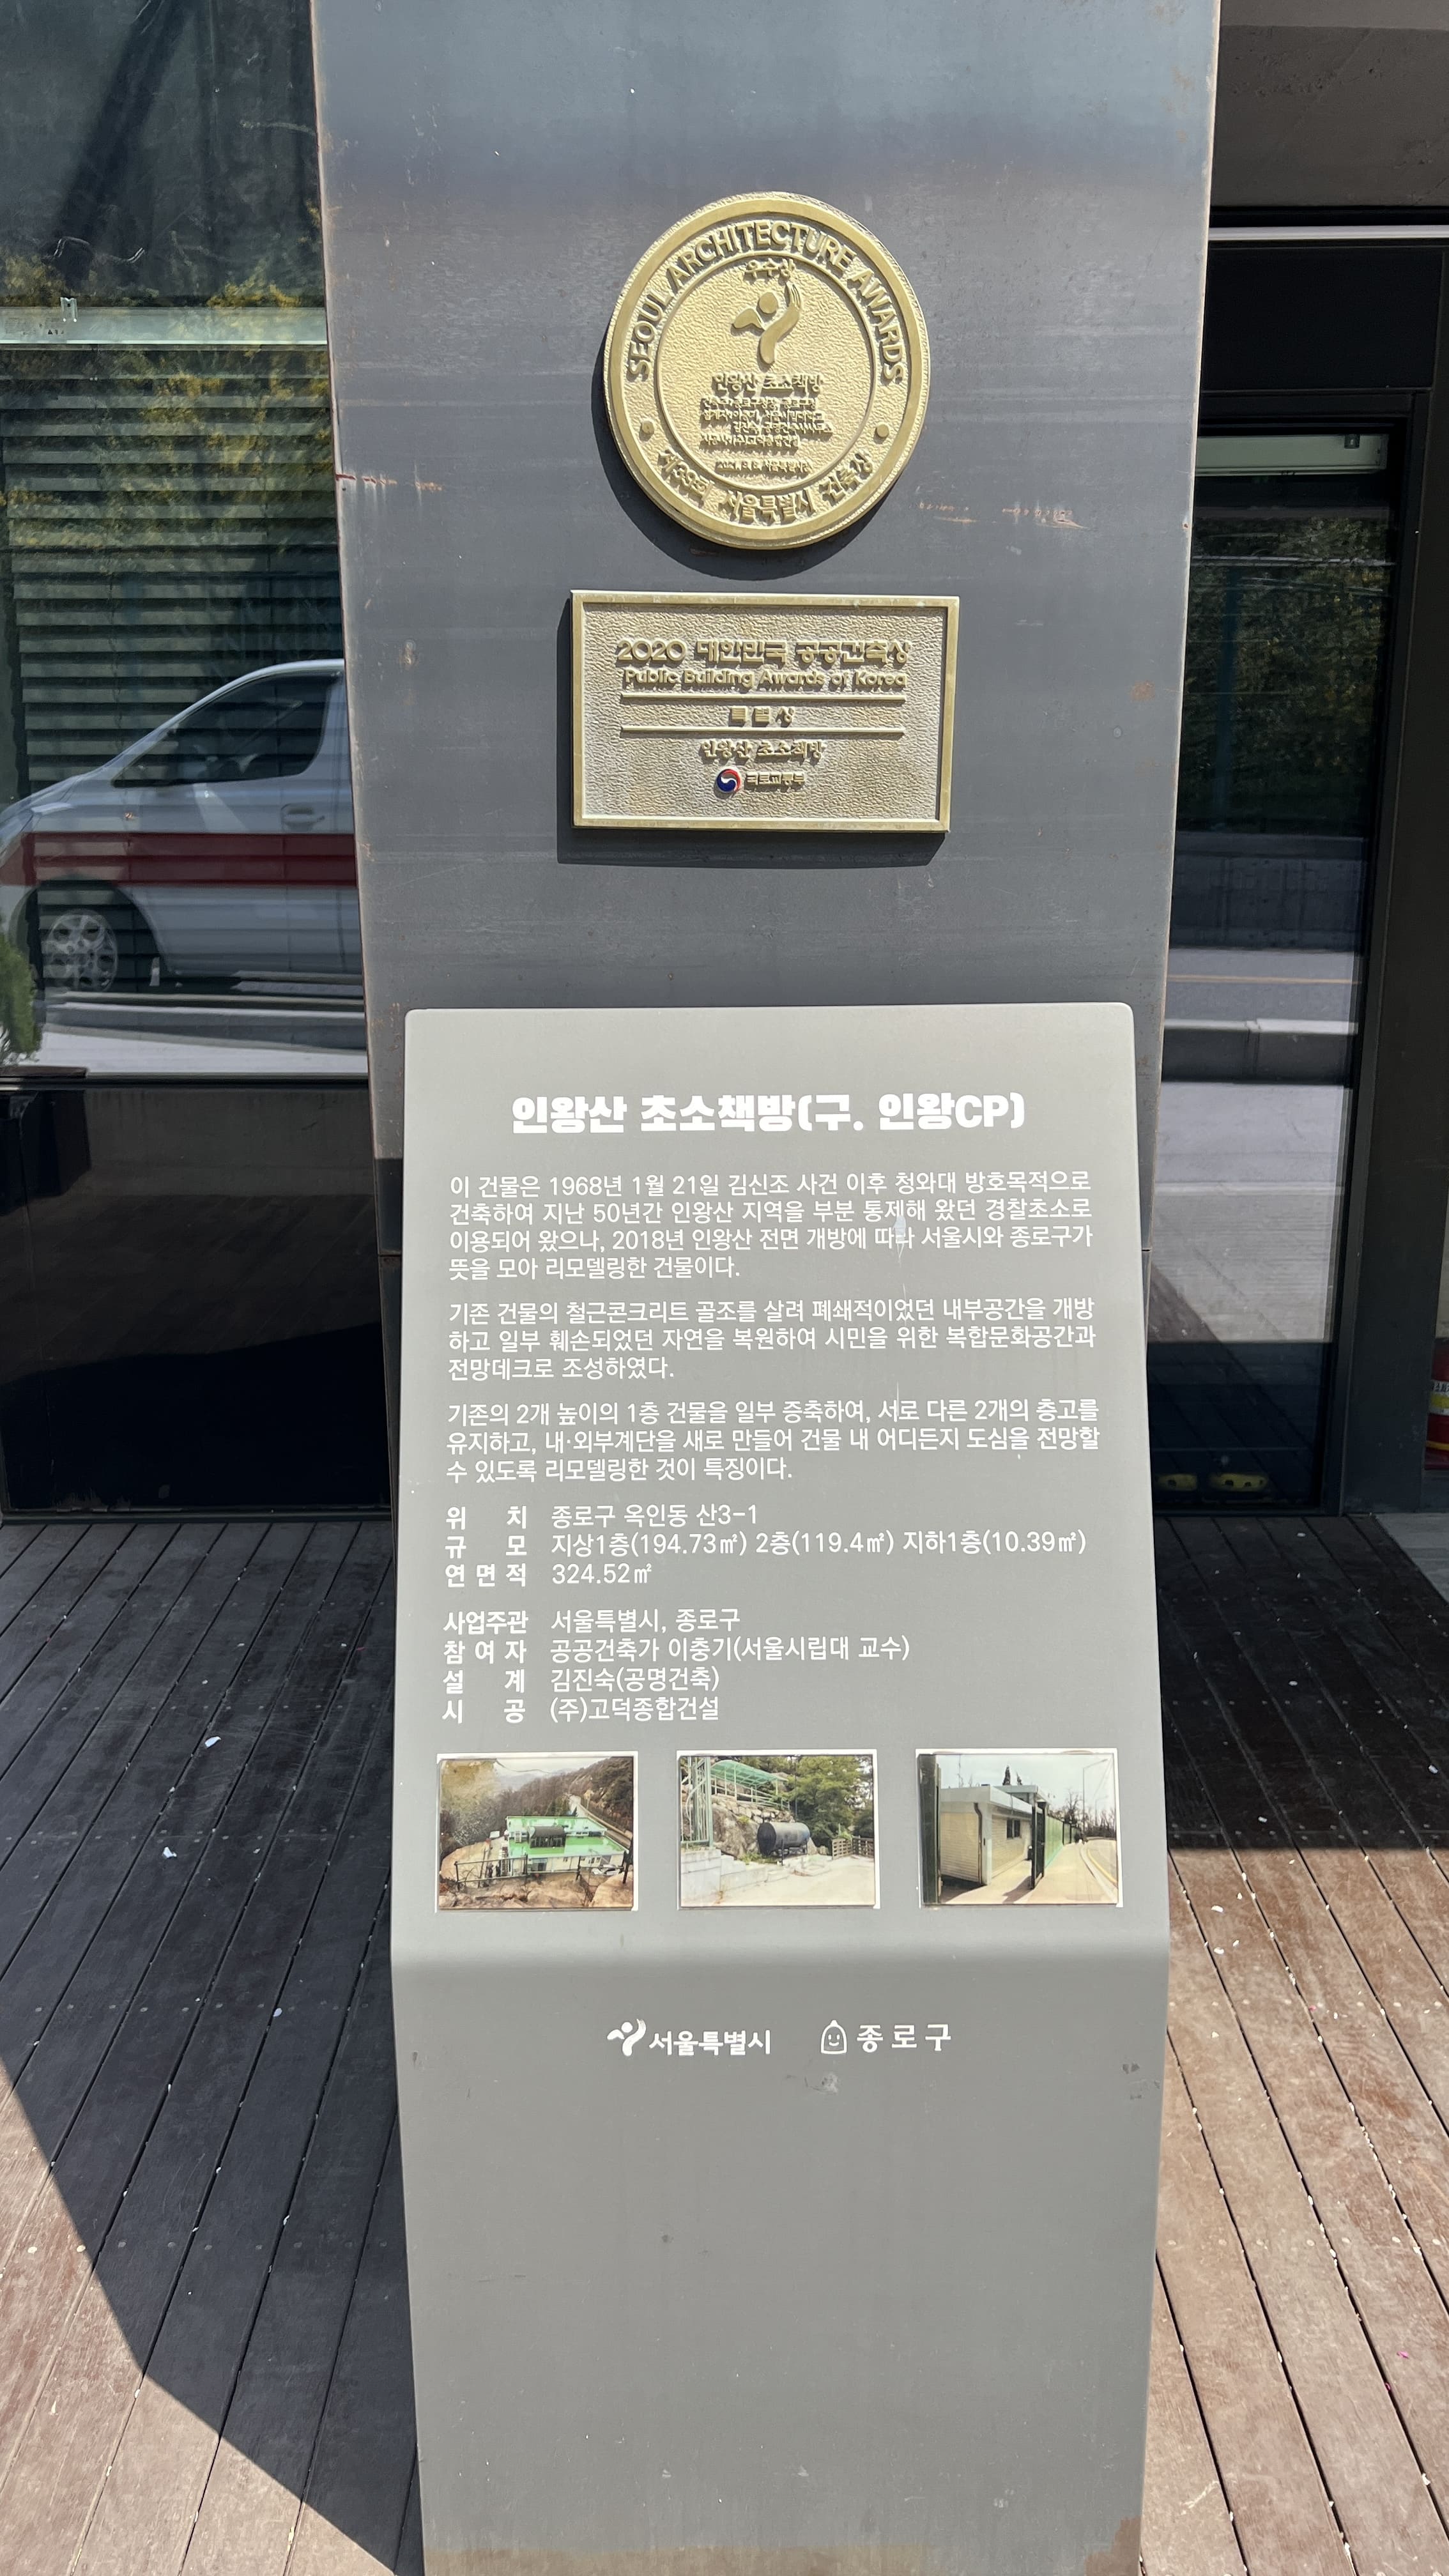 SEOUL ARCHITECTURE AWARDS
우수상
인왕산 초소책방
제39회 서울특별시 건축상
2020 대한민국 공공건축상
Public Building Awards of Korea
특별상
인왕산 초소책방
국토교통부
인왕산 초소책방(구. 인왕CP)
이 건물은 1968년 1월 21일 김신조 사건 이후 청와대 방호목적으로
건축하여 지난 50년간 인왕산 지역을 부분 통제해 왔던 경찰초소로
이용되어 왔으나, 2018년 인왕산 전면 개방에 따라 서울시와 종로구가
뜻을 모아 리모델링한 건물이다.
기존 건물의 철근콘크리트 골조를 살려 폐쇄적이었던 내부공간을 개방
하고 일부 훼손되었던 자연을 복원하여 시민을 위한 복합문화공간과
전망데크로 조성하였다.
기존의 2개 높이의 1층 건물을 일부 증축하여, 서로 다른 2개의 층고를
유지하고, 내·외부계단을 새로 만들어 건물 내 어디든지 도심을 전망할
수 있도록 리모델링한 것이 특징이다.
위 치 종로구 옥인동 산3-1
규 모 지상1층(194.73㎡) 2층(119.4㎡) 지하1층(10.39㎡)
연 면 적 324.52㎡
사업주관 서울특별시, 종로구
참 여 자 공공건축가 이충기(서울시립대 교수)
설 계 김진숙(공명건축)
시 공 (주)고덕종합건설
서울특별시 종로구